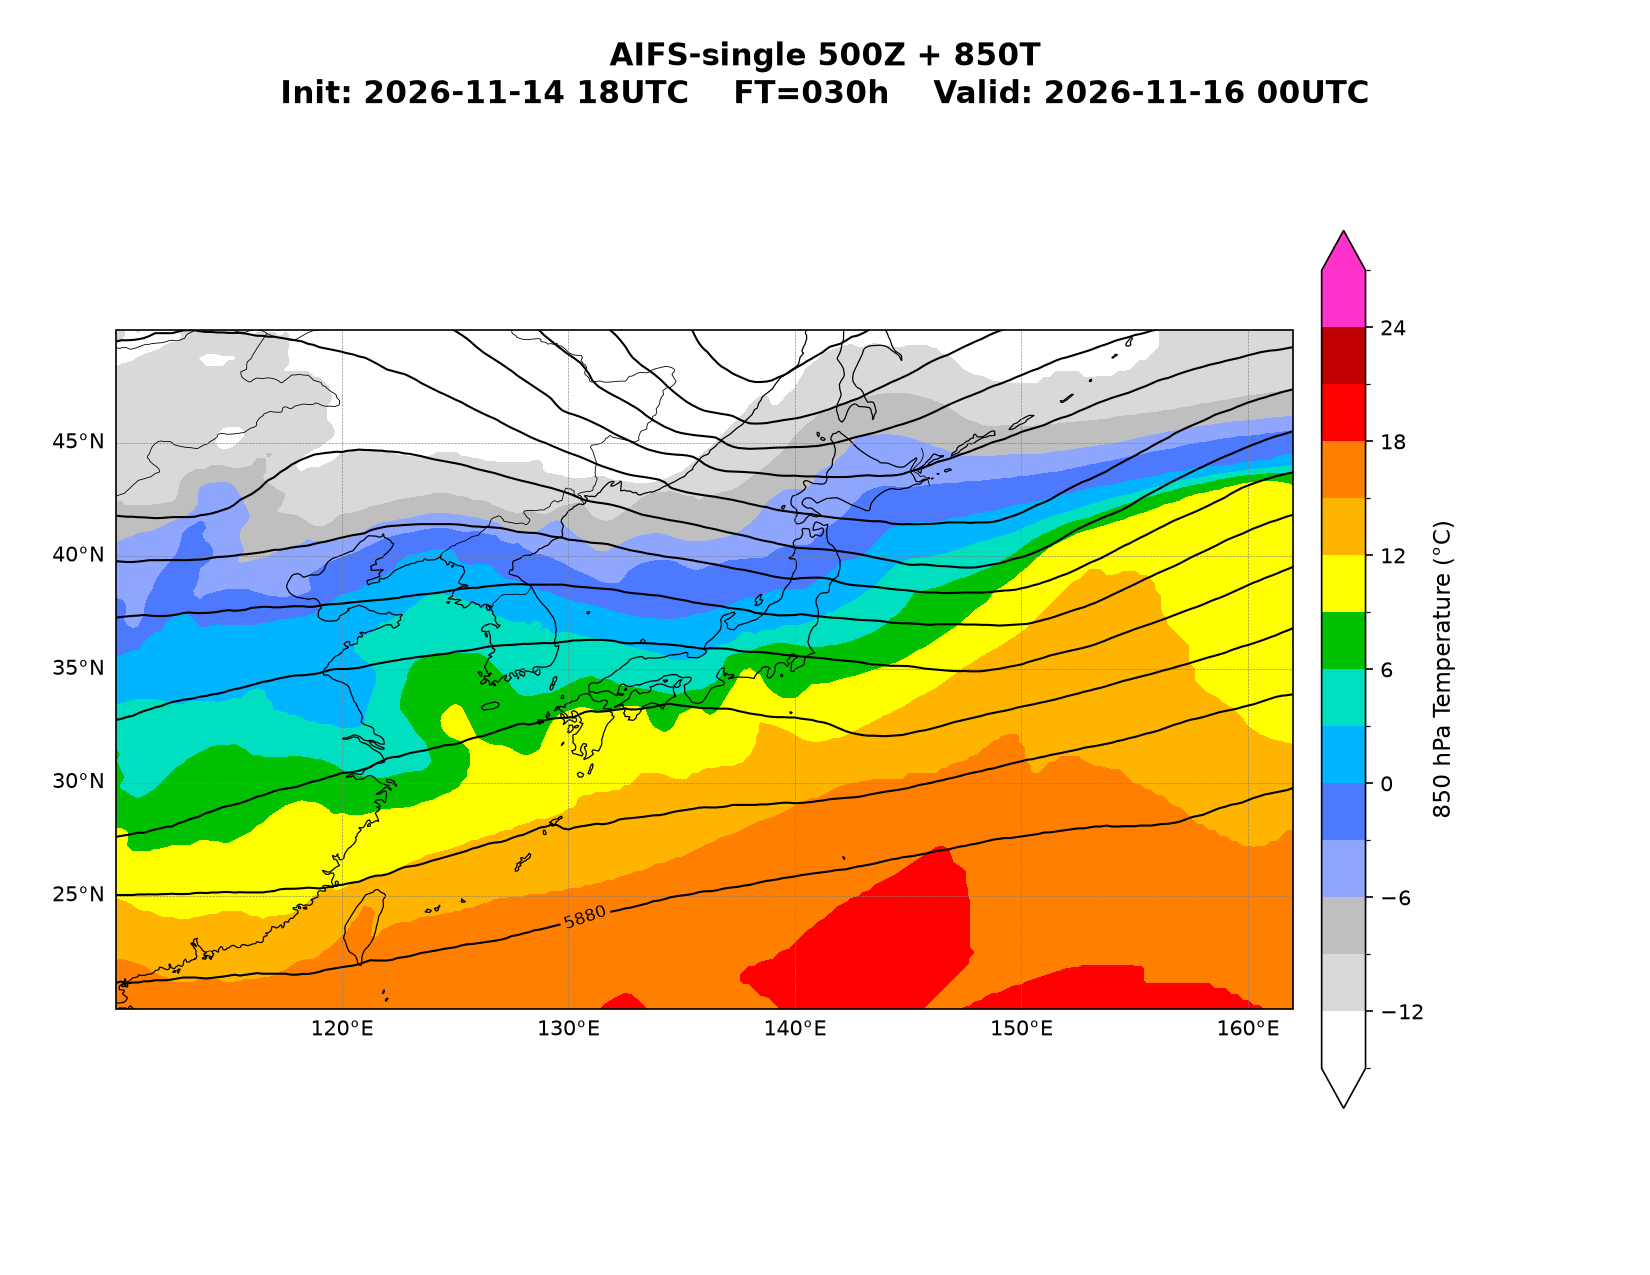 AIFS-single 500Z + 850T
Init: 2026-11-14 18UTC    FT=030h    Valid: 2026-11-16 00UTC
45°N
40°N
35°N
30°N
25°N
120°E
130°E
140°E
150°E
160°E
5880
24
18
12
6
0
−6
−12
850 hPa Temperature (°C)